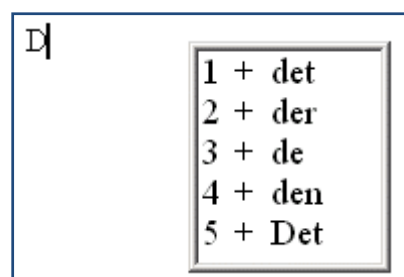 D
1 + det
2 + der
3 + de
4 + den
5 + Det